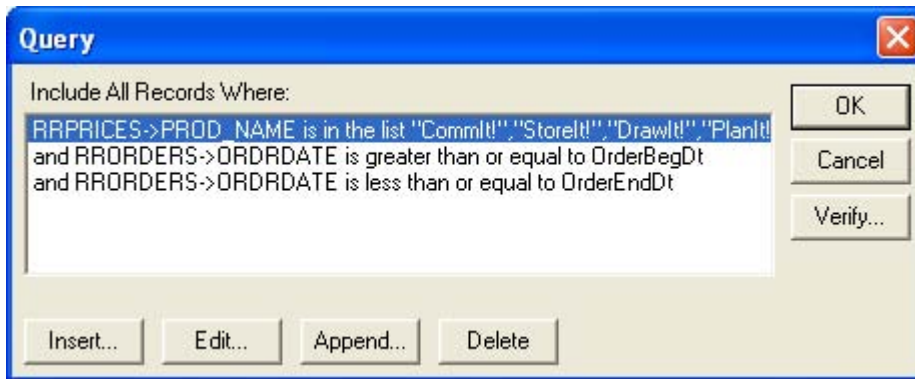 Query
Include All Records Where:
RRPRICES->PROD_NAME is in the list "CommIt!","StoreIt!","DrawIt!","PlanIt!
and RRORDERS->ORDRDATE is greater than or equal to OrderBegDt
and RRORDERS->ORDRDATE is less than or equal to OrderEndDt
OK
Cancel
Verify...
Insert...
Edit...
Append...
Delete